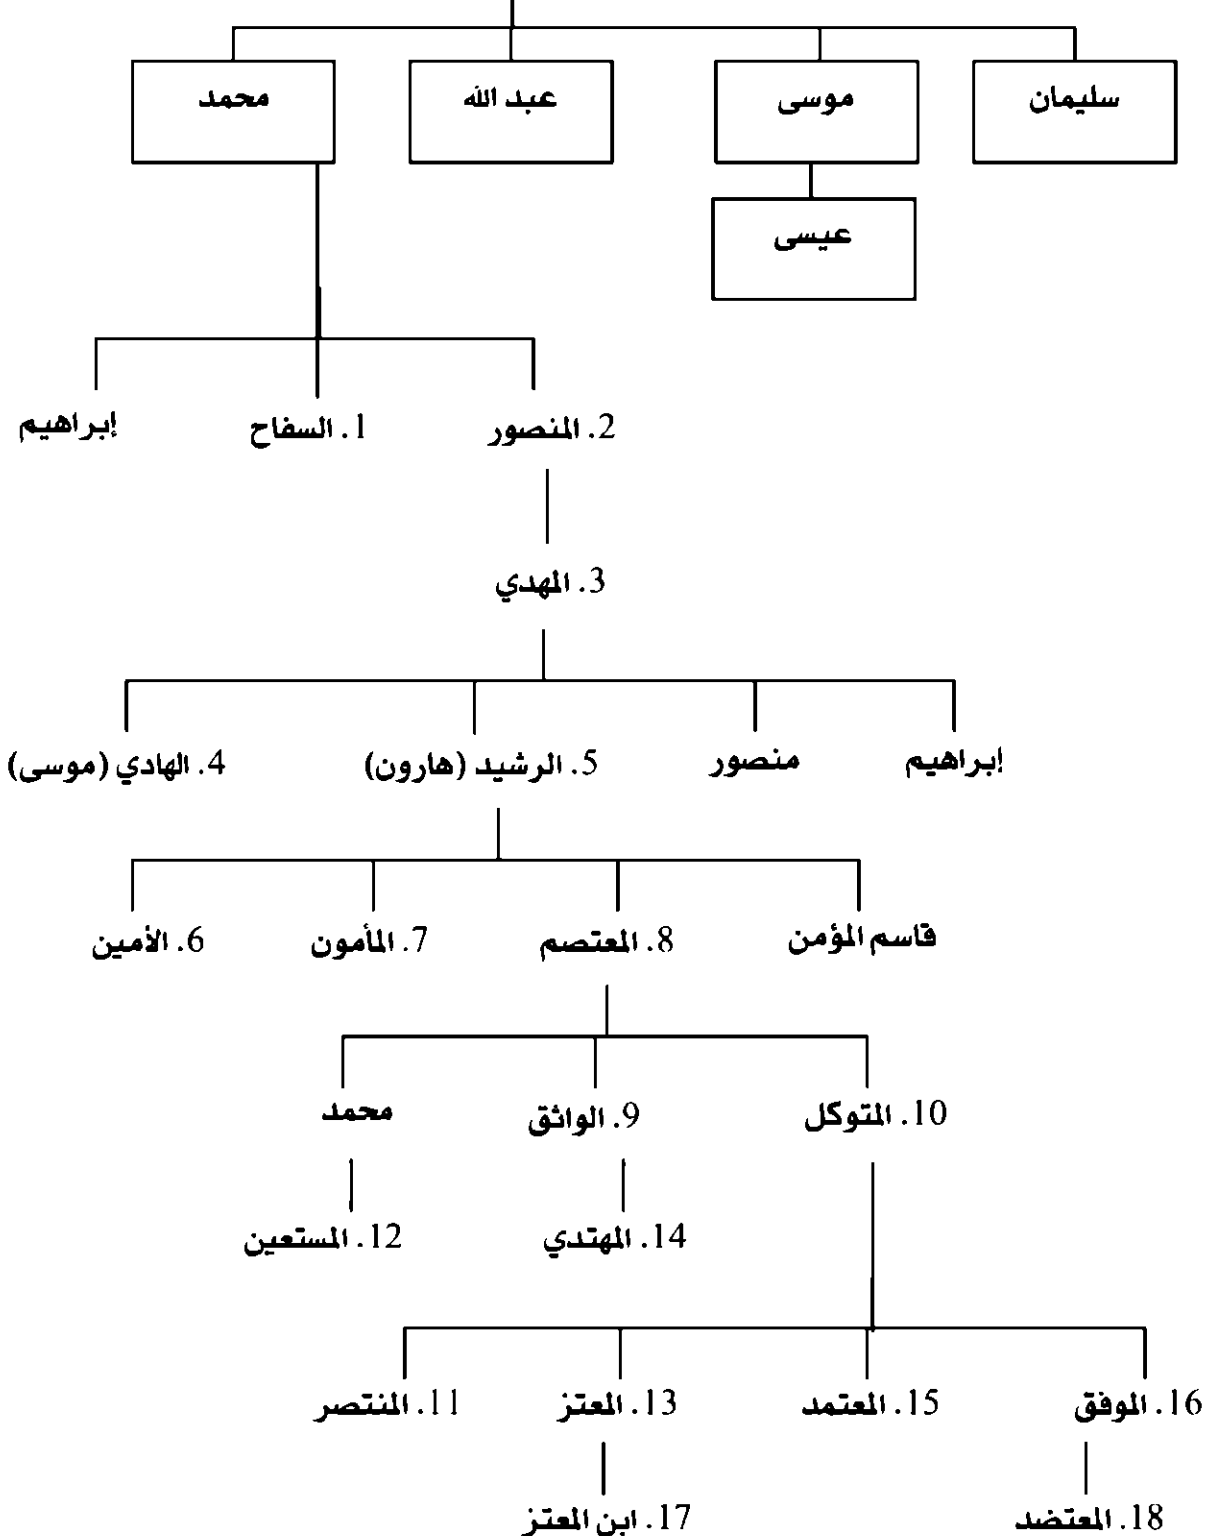 سليمان
موسى
عبد الله
محمد
عيسى
2. المنصور
1. السفاح
إبراهيم
3. المهدي
إبراهيم
منصور
5. الرشيد (هارون)
4. الهادي (موسى)
قاسم المؤمن
8. المعتصم
7. المأمون
6. الأمين
10. المتوكل
9. الواثق
محمد
14. المهتدي
12. المستعين
16. الموفق
15. المعتمد
13. المعتز
11. المنتصر
18. المعتضد
17. ابن المعتز